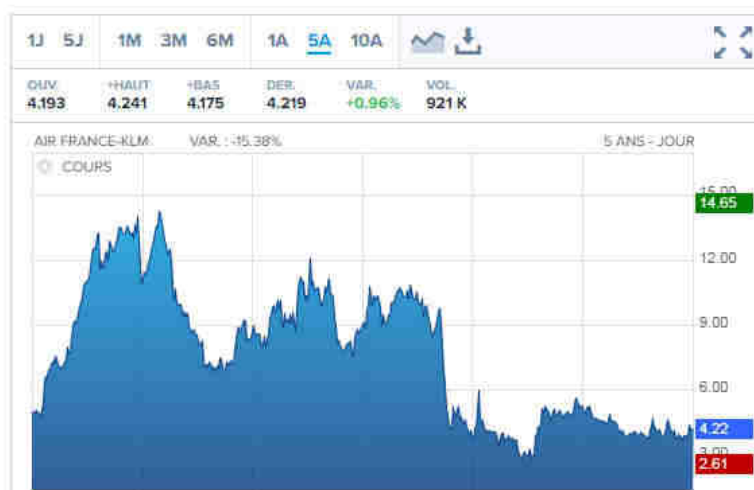 1J 5J 1M 3M 6M 1A 5A 10A
OUV. +HAUT +BAS DER. VAR. VOL.
4.193 4.241 4.175 4.219 +0.96% 921 K
AIR FRANCE-KLM VAR. : -15.38% 5 ANS - JOUR
COURS
15.00
14.65
12.00
9.00
6.00
4.22
3.00
2.61